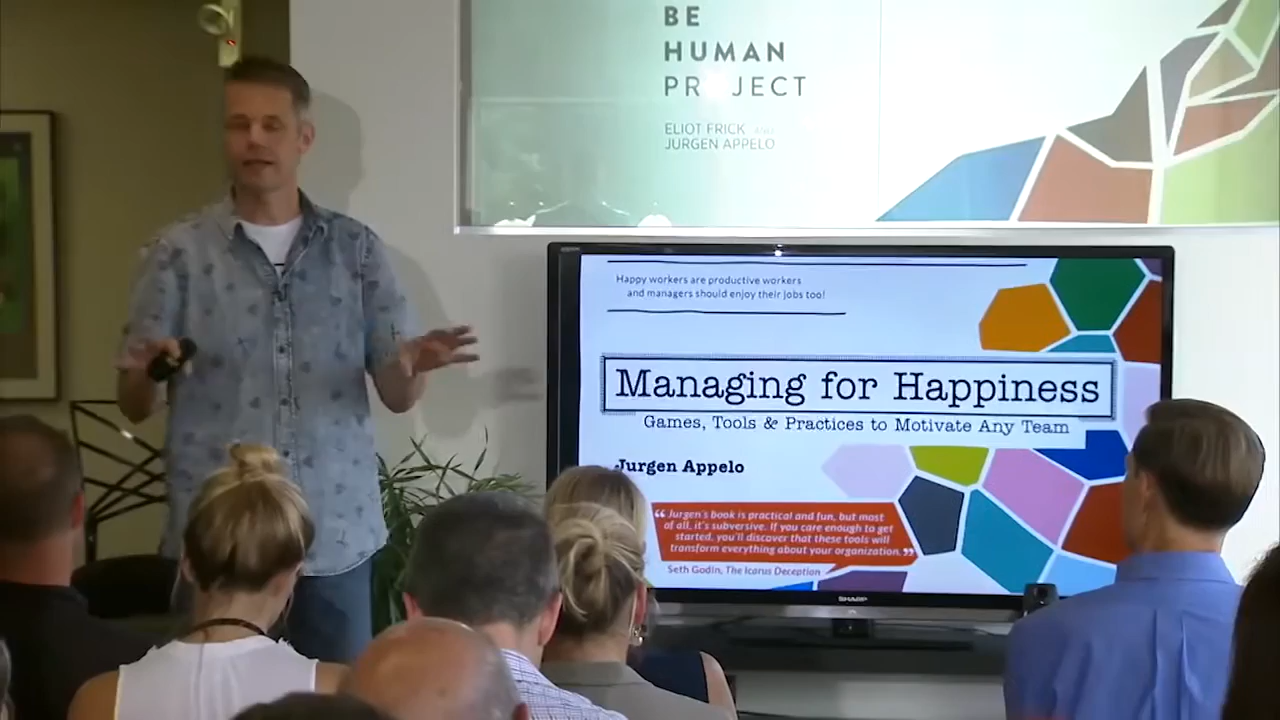 BE
HUMAN
PROJECT
ELIOT FRICK AND
JURGEN APPELO
Happy workers are productive workers
and managers should enjoy their jobs too!
Managing for Happiness
Games, Tools & Practices to Motivate Any Team
Jurgen Appelo
“ Jurgen's book is practical and fun, but most
of all, it's subversive. If you care enough to get
started, you'll discover that these tools will
transform everything about your organization. ”
Seth Godin, The Icarus Deception
SHARP